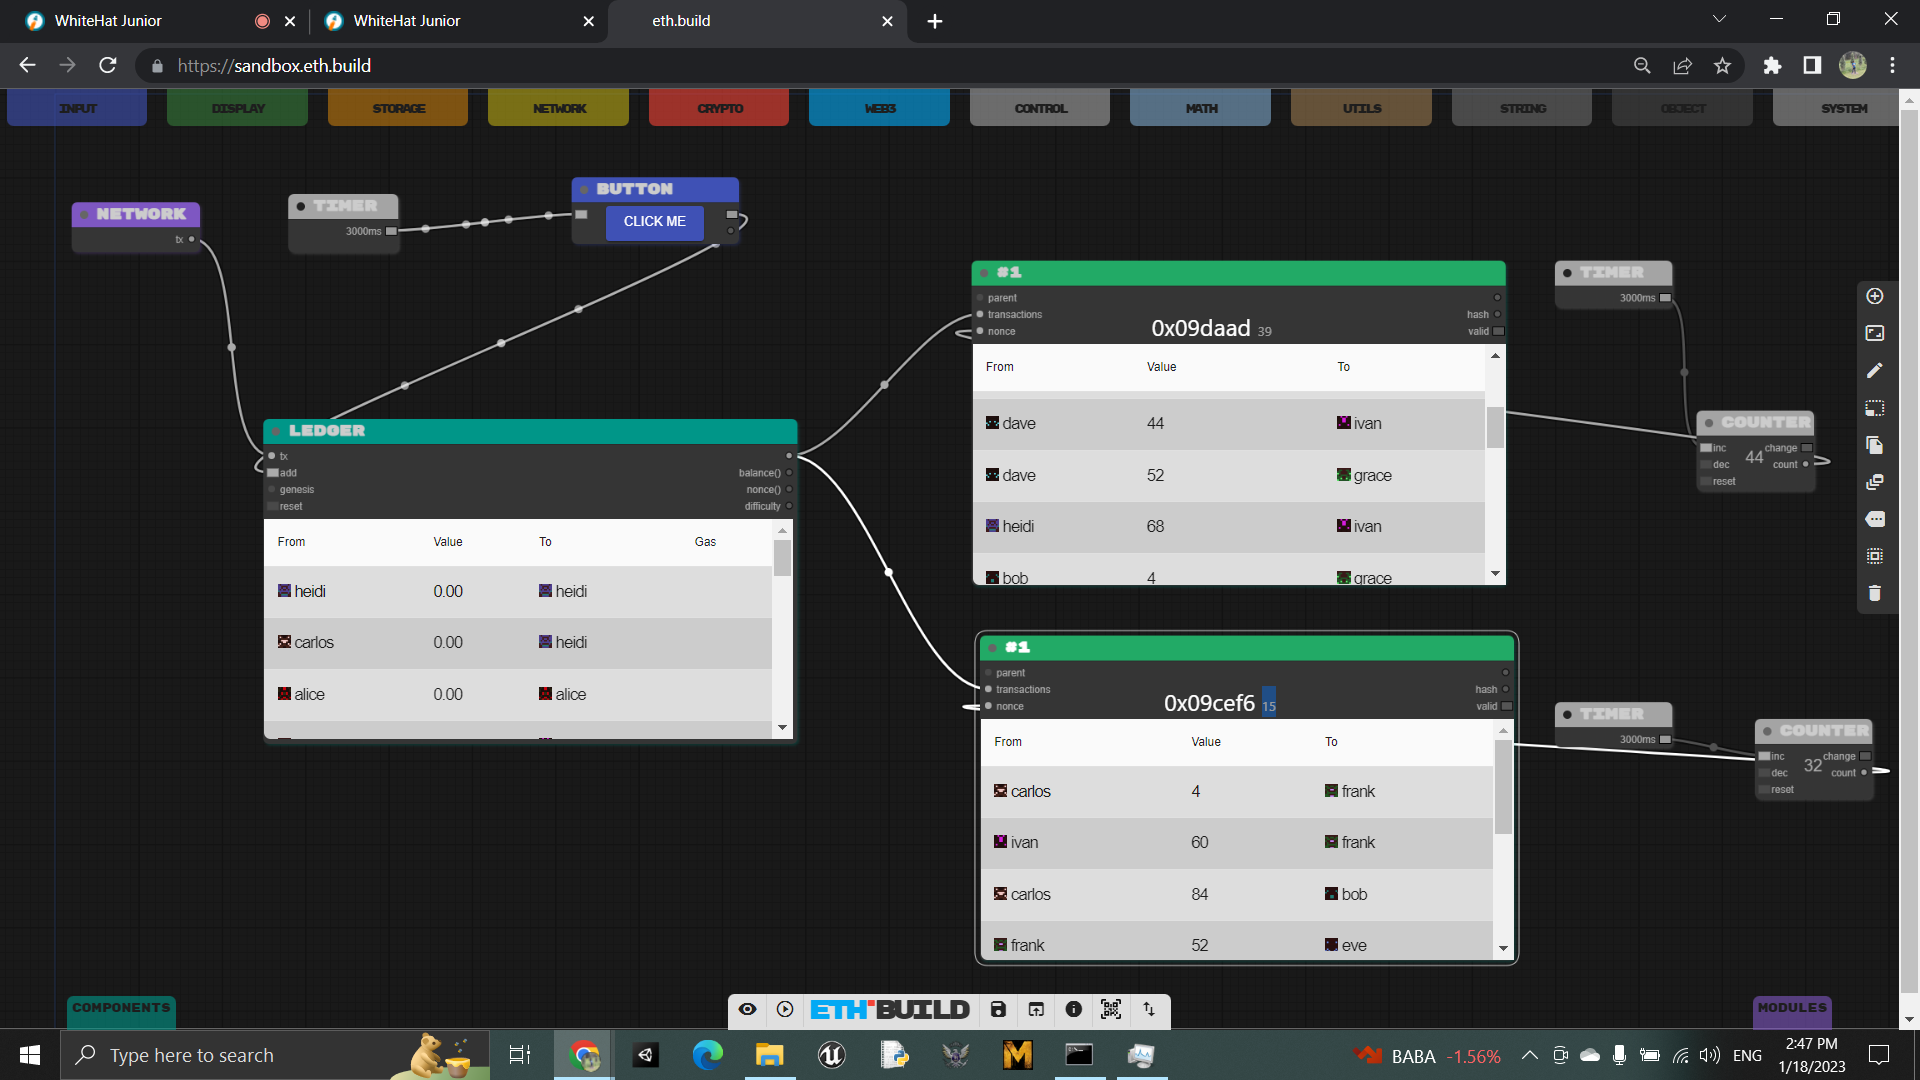 WhiteHat Junior
WhiteHat Junior
eth.build
https://sandbox.eth.build
INPUT DISPLAY STORAGE NETWORK CRYPTO WEB3 CONTROL MATH UTILS STRING OBJECT SYSTEM
NETWORK
tx
TIMER
3000ms
BUTTON
CLICK ME
LEDGER
tx
add balance()
genesis nonce()
reset difficulty
From Value To Gas
heidi 0.00 heidi
carlos 0.00 heidi
alice 0.00 alice
#1
parent
transactions hash
nonce 0x09daad 39 valid
From Value To
dave 44 ivan
dave 52 grace
heidi 68 ivan
bob 4 grace
TIMER
3000ms
COUNTER
inc change
dec 44 count
reset
#1
parent
transactions hash
nonce 0x09cef6 15 valid
From Value To
carlos 4 frank
ivan 60 frank
carlos 84 bob
frank 52 eve
TIMER
3000ms
COUNTER
inc change
dec 32 count
reset
COMPONENTS
ETH BUILD
MODULES
Type here to search
BABA -1.56%
ENG
2:47 PM
1/18/2023